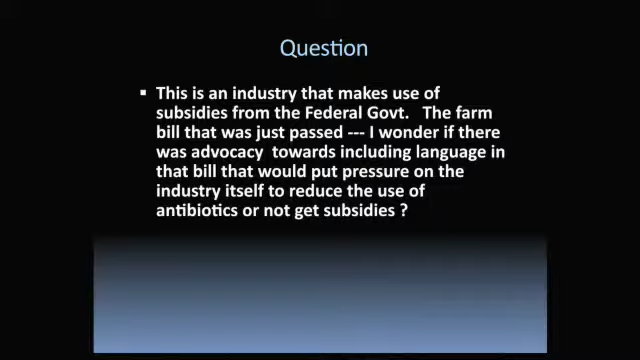 Question
▪ This is an industry that makes use of
subsidies from the Federal Govt. The farm
bill that was just passed --- I wonder if there
was advocacy towards including language in
that bill that would put pressure on the
industry itself to reduce the use of
antibiotics or not get subsidies ?